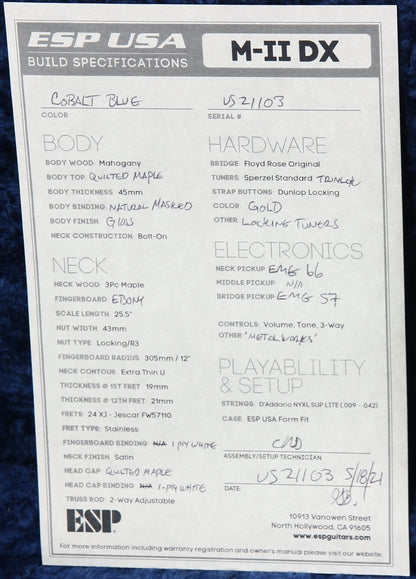 ESP USA
BUILD SPECIFICATIONS
M-II DX
COBALT BLUE
COLOR
US21103
SERIAL #
BODY
BODY WOOD: Mahogany
BODY TOP: QUILTED MAPLE
BODY THICKNESS: 45mm
BODY BINDING: NATURAL MASKED
BODY FINISH: GLOSS
NECK CONSTRUCTION: Bolt-On
NECK
NECK WOOD: 3Pc Maple
FINGERBOARD: EBONY
SCALE LENGTH: 25.5"
NUT WIDTH: 43mm
NUT TYPE: Locking/R3
FINGERBOARD RADIUS: 305mm / 12"
NECK CONTOUR: Extra Thin U
THICKNESS @ 1ST FRET: 19mm
THICKNESS @ 12TH FRET: 21mm
FRETS: 24 XJ - Jescar FW57110
FRET TYPE: Stainless
FINGERBOARD BINDING: N/A 1 PLY WHITE
NECK FINISH: Satin
HEAD CAP: QUILTED MAPLE
HEAD CAP BINDING: N/A 1-PLY WHITE
TRUSS ROD: 2-Way Adjustable
HARDWARE
BRIDGE: Floyd Rose Original
TUNERS: Sperzel Standard TRIMLOK
STRAP BUTTONS: Dunlop Locking
COLOR: GOLD
OTHER: LOCKING TUNERS
ELECTRONICS
NECK PICKUP: EMG 66
MIDDLE PICKUP: N/A
BRIDGE PICKUP: EMG 57
CONTROLS: Volume, Tone, 3-Way
OTHER: "METALWORKS"
PLAYABLILITY
& SETUP
STRINGS: D'Addario NYXL SUP LITE (.009 - .042)
CASE: ESP USA Form Fit
ASSEMBLY/SETUP TECHNICIAN
US21103 5/18/21
DATE:
ESP
10913 Vanowen Street
North Hollywood, CA 91605
www.espguitars.com
For more information including warranty registration and owner's manual please visit our website.